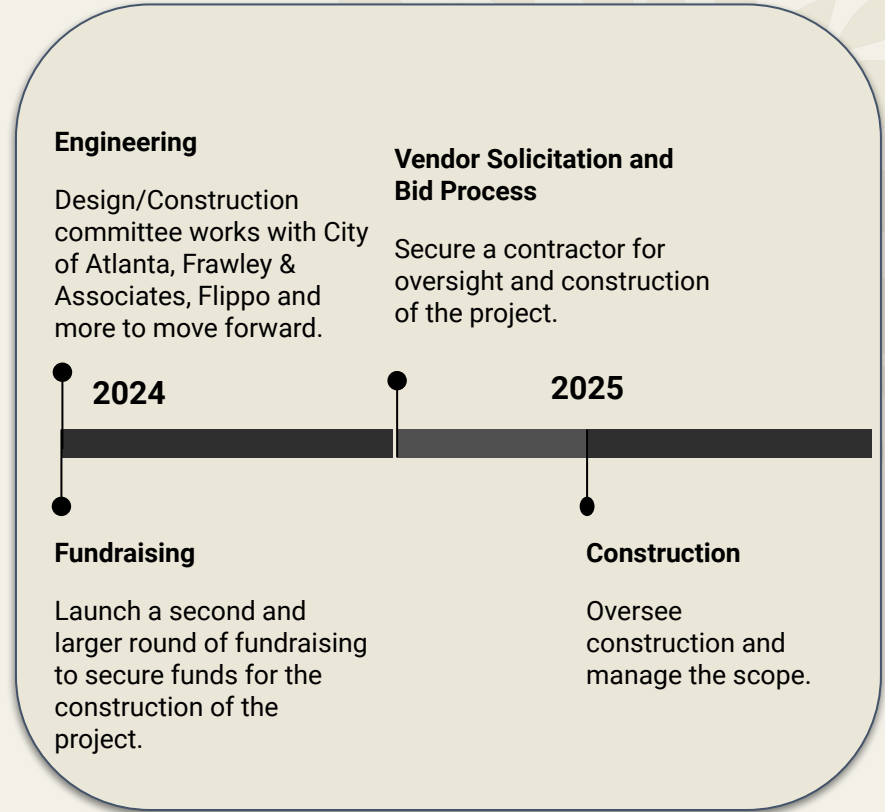 Engineering
Design/Construction
committee works with City
of Atlanta, Frawley &
Associates, Flippo and
more to move forward.
Vendor Solicitation and
Bid Process
Secure a contractor for
oversight and construction
of the project.
2024
2025
Fundraising
Launch a second and
larger round of fundraising
to secure funds for the
construction of the
project.
Construction
Oversee
construction and
manage the scope.